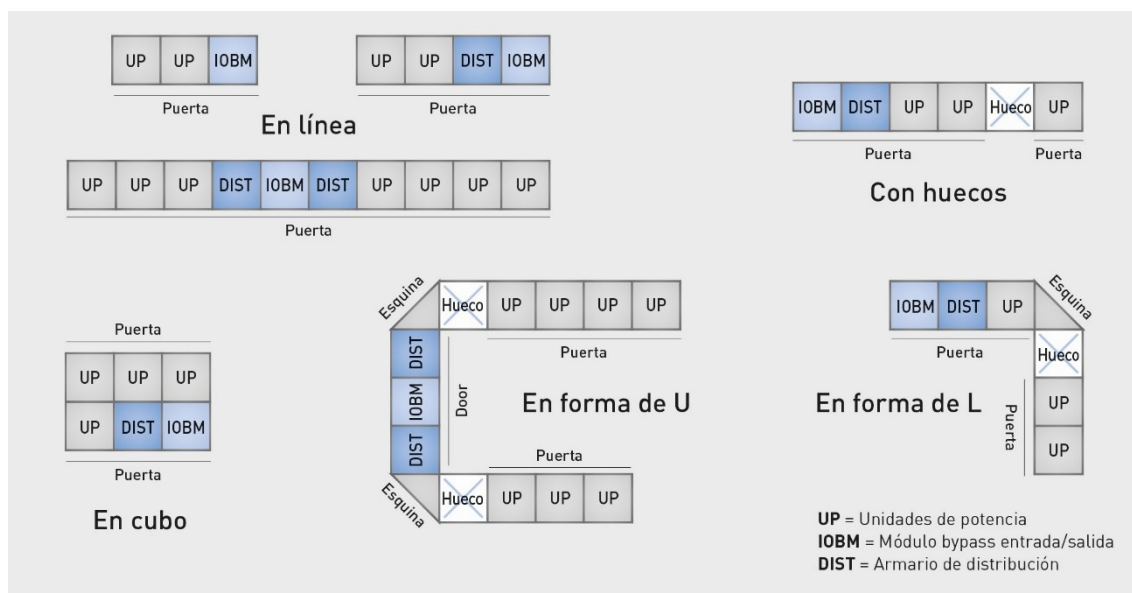 UP UP IOBM
Puerta
UP UP DIST IOBM
Puerta
En línea
UP UP UP DIST IOBM DIST UP UP UP UP
Puerta
IOBM DIST UP UP Hueco UP
Puerta Puerta
Con huecos
Puerta
UP UP UP
UP DIST IOBM
Puerta
En cubo
Esquina
Hueco UP UP UP UP
Puerta
DIST
IOBM
DIST
Door
En forma de U
Puerta
Esquina
Hueco UP UP UP
IOBM DIST UP
Esquina
Puerta
Hueco
En forma de L
Puerta
UP
UP
UP = Unidades de potencia
IOBM = Módulo bypass entrada/salida
DIST = Armario de distribución